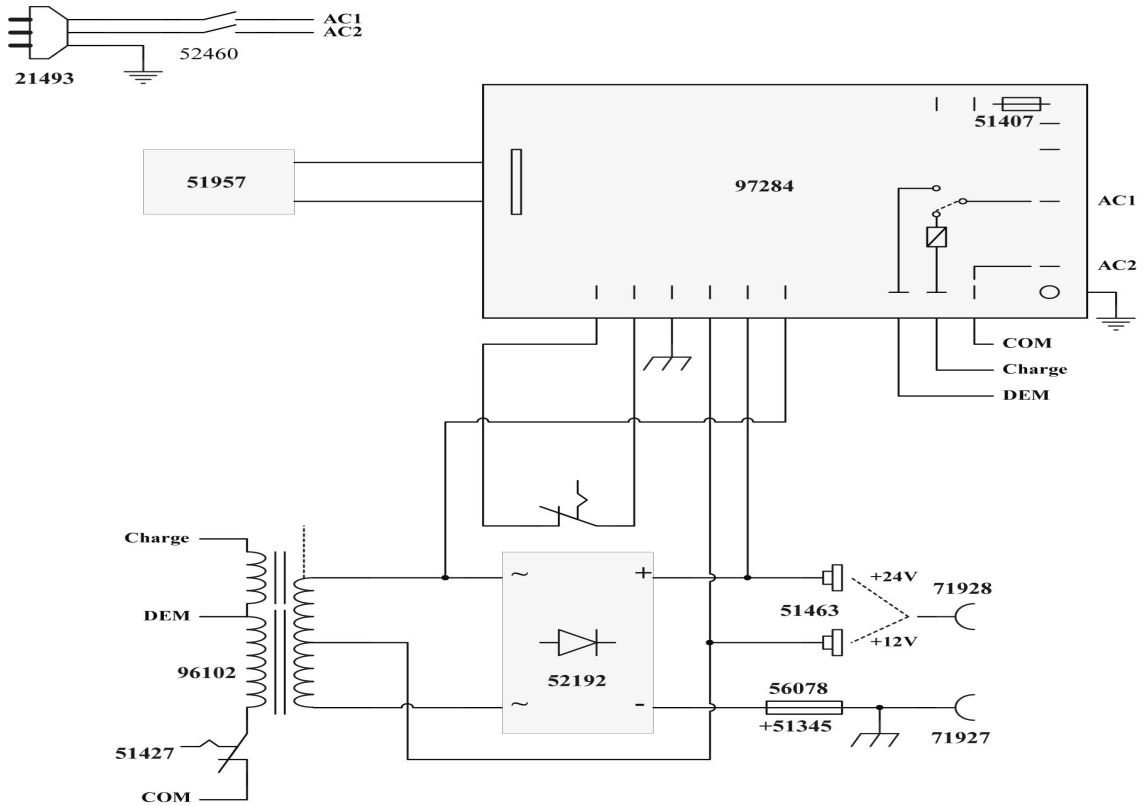 AC1
AC2
52460
21493
51407
51957
97284
AC1
AC2
COM
Charge
DEM
Charge
~
+
+24V
71928
51463
DEM
+12V
96102
52192
56078
~
-
+51345
71927
51427
COM